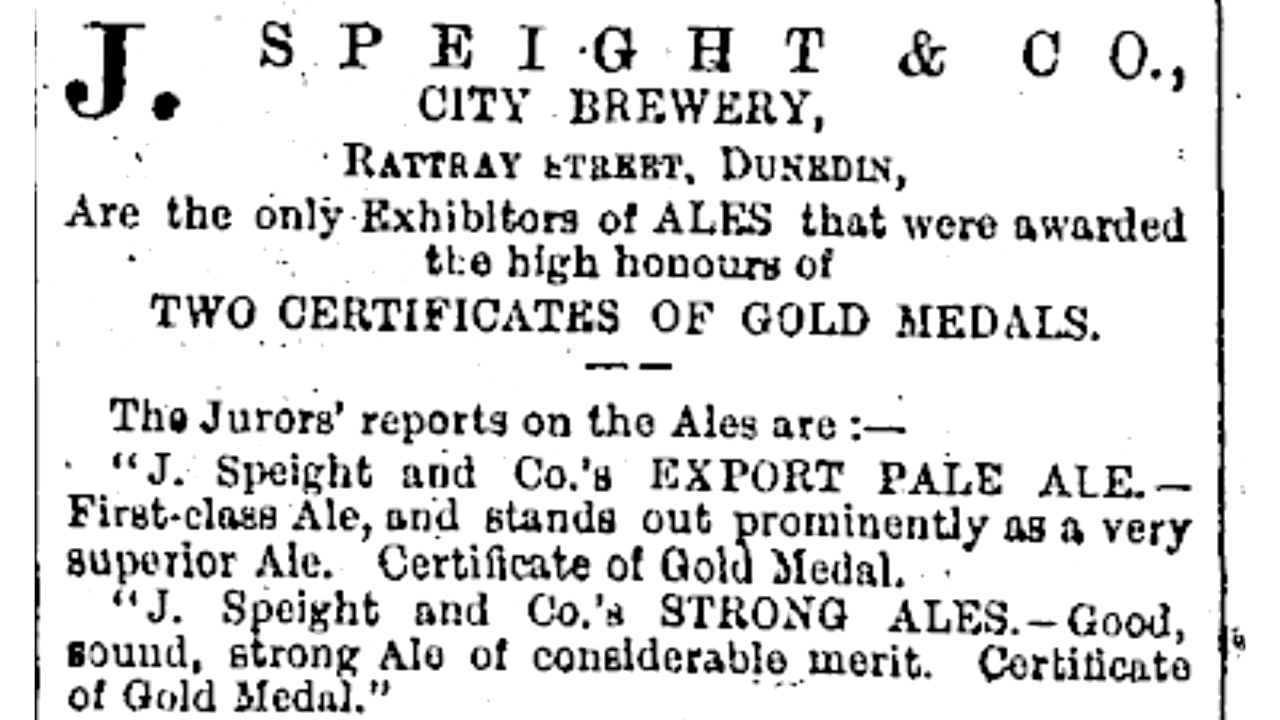 J. SPEIGHT & CO.,
CITY BREWERY,
RATTRAY STREET, DUNEDIN,
Are the only Exhibitors of ALES that were awarded
the high honours of
TWO CERTIFICATES OF GOLD MEDALS.
The Jurors' reports on the Ales are :—
"J. Speight and Co.'s EXPORT PALE ALE.—
First-class Ale, and stands out prominently as a very
superior Ale. Certificate of Gold Medal.
"J. Speight and Co.'s STRONG ALES.—Good,
sound, strong Ale of considerable merit. Certificate
of Gold Medal."